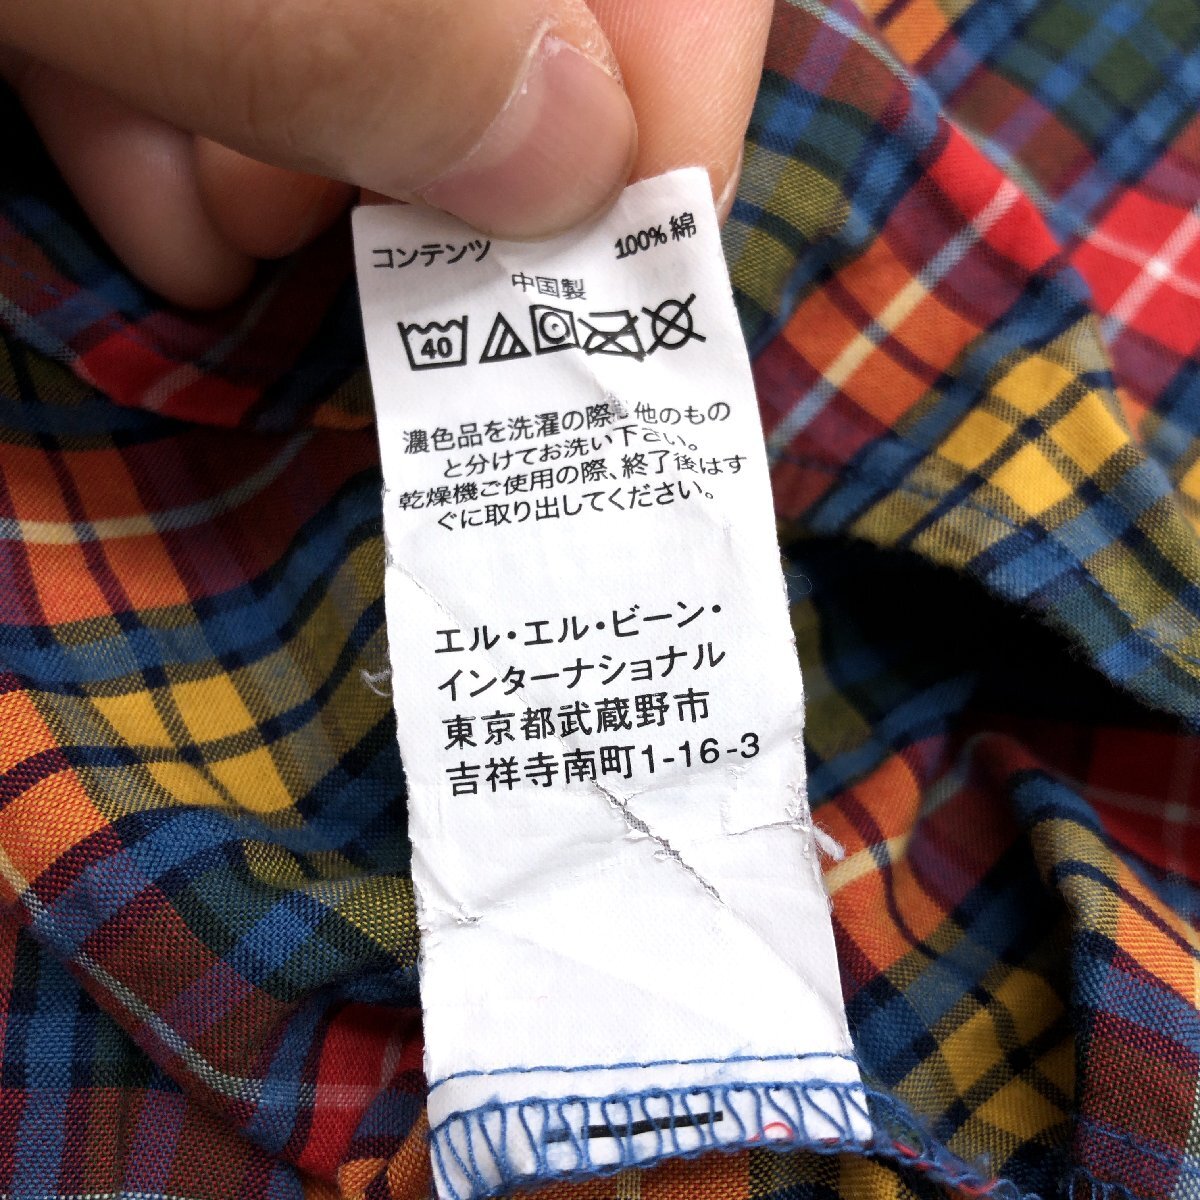 コンテンツ 100% 綿
中国製
40
濃色品を洗濯の際 他のもの
と分けてお洗い下さい。
乾燥機ご使用の際、終了後はす
ぐに取り出してください。
エル・エル・ビーン・
インターナショナル
東京都武蔵野市
吉祥寺南町1-16-3